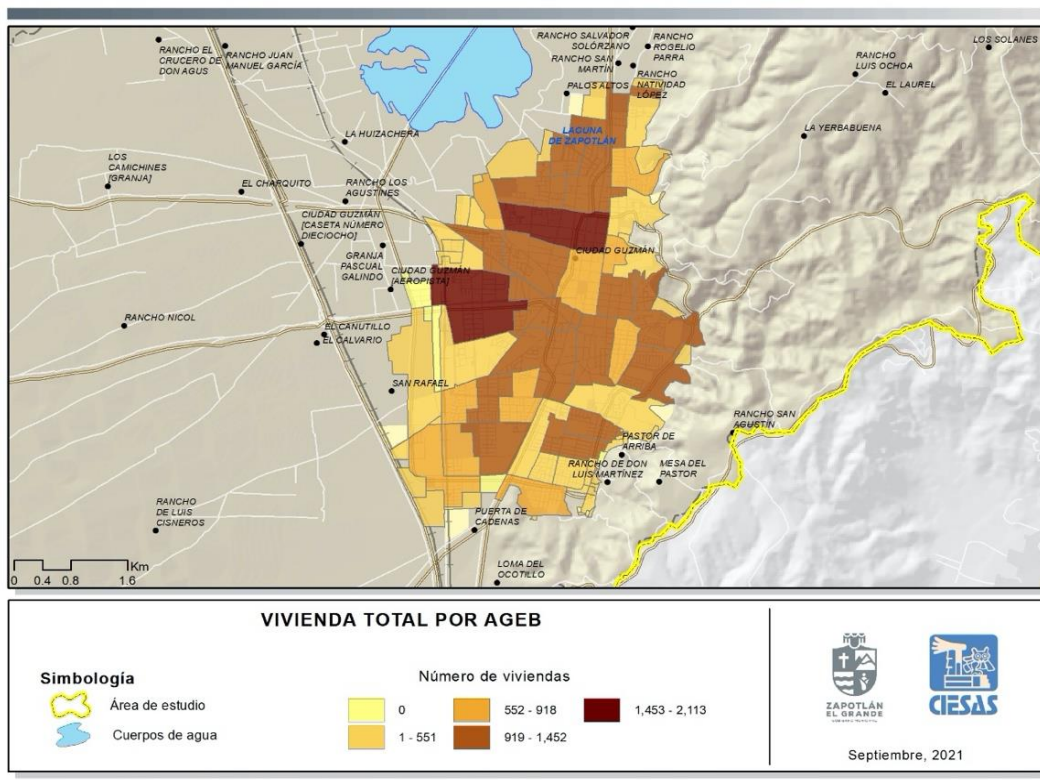 RANCHO EL
CRUCERO DE
DON AGUS
RANCHO JUAN
MANUEL GARCÍA
RANCHO SALVADOR
SOLÓRZANO
RANCHO SAN
MARTÍN
RANCHO
ROGELIO
PARRA
LOS SOLANES
RANCHO
LUIS OCHOA
EL LAUREL
PALOS ALTOS
RANCHO
NATIVIDAD
LÓPEZ
LA HUIZACHERA
LAGUNA
DE ZAPOTLÁN
LA YERBABUENA
LOS
CAMICHINES
[GRANJA]
EL CHARQUITO
RANCHO LOS
AGUSTINES
CIUDAD GUZMÁN
[CASETA NÚMERO
DIECIOCHO]
GRANJA
PASCUAL
GALINDO
CIUDAD GUZMÁN
CIUDAD GUZMÁN
[AEROPISTA]
RANCHO NICOL
EL CANUTILLO
EL CALVARIO
SAN RAFAEL
RANCHO SAN
AGUSTÍN
PASTOR DE
ARRIBA
RANCHO DE DON
LUIS MARTÍNEZ
MESA DEL
PASTOR
RANCHO
DE LUIS
CISNEROS
PUERTA DE
CADENAS
LOMA DEL
OCOTILLO
Km
0 0.4 0.8 1.6
VIVIENDA TOTAL POR AGEB
Simbología
Área de estudio
Cuerpos de agua
Número de viviendas
0
1 - 551
552 - 918
919 - 1,452
1,453 - 2,113
ZAPOTLÁN
EL GRANDE
CIESAS
Septiembre, 2021